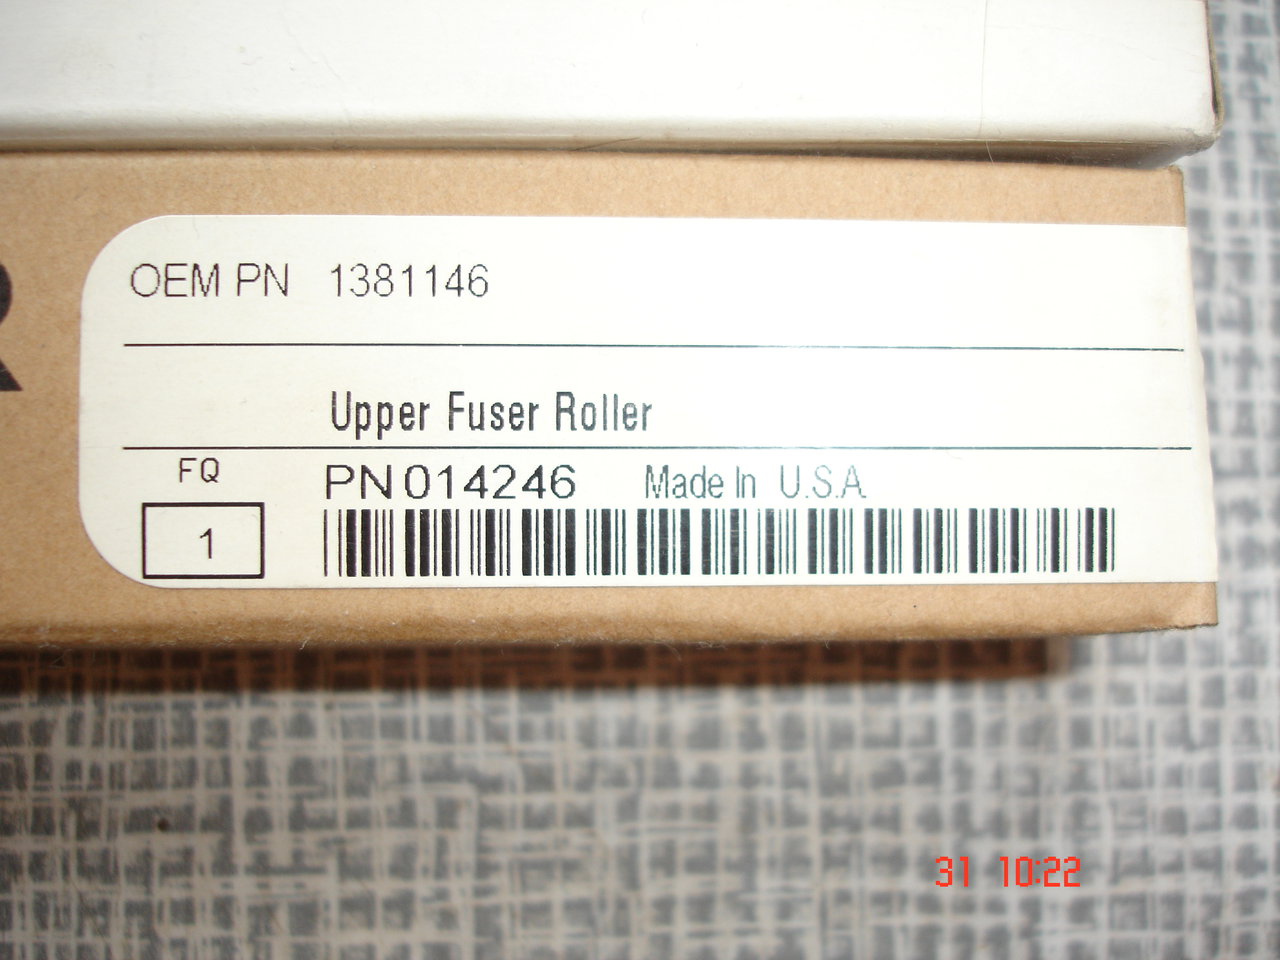 R
OEM PN 1381146
Upper Fuser Roller
FQ
1
PN 014246 Made In U.S.A.
31 10:22